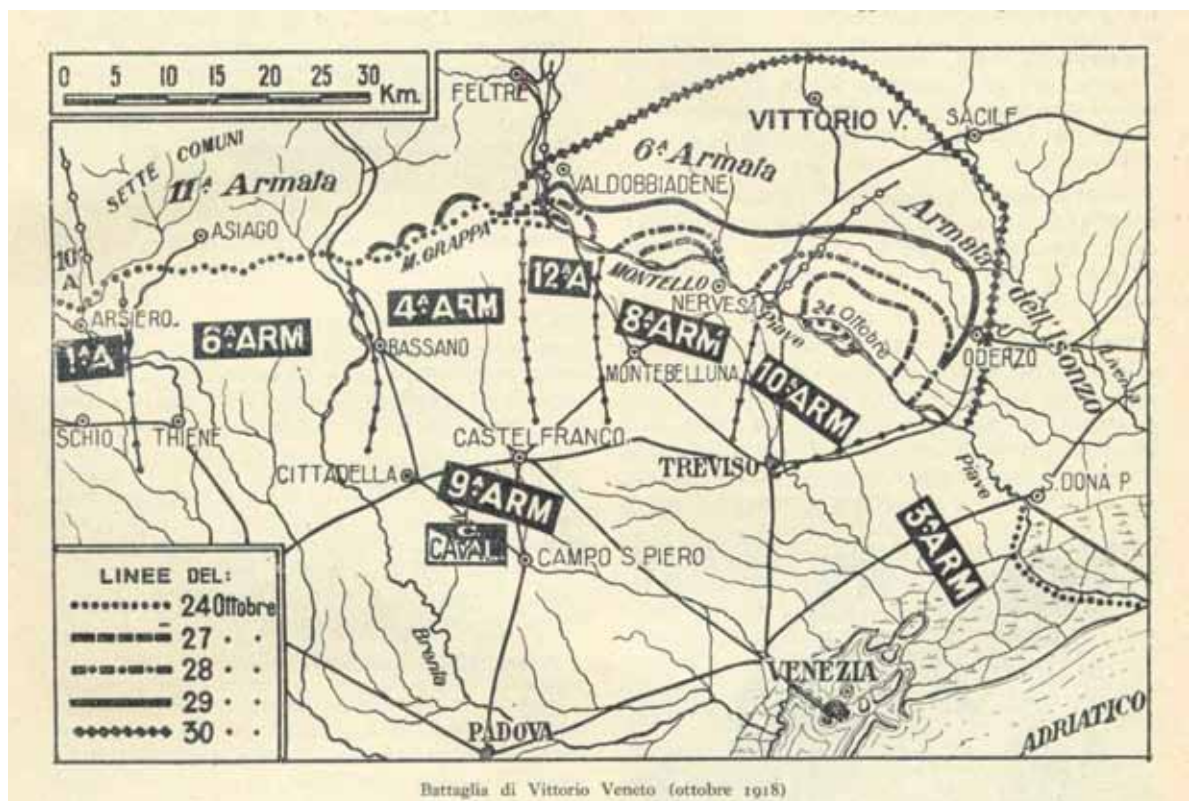 0 5 10 15 20 25 30
Km.
FELTRE
VITTORIO V.
SACILE
SETTE COMUNI
11ª Armata
6ª Armata
VALDOBBIADENE
ASIAGO
Armata dell'Isonzo
M. GRAPPA
10ª A
12ª A
MONTELLO
NERVESA
Piave
24 Ottobre
4ª ARM
8ª ARM
ARSIERO
6ª ARM
BASSANO
1ª A
MONTEBELLUNA
ODERZO
Livenza
10ª ARM
SCHIO
THIENE
CASTELFRANCO
CITTADELLA
TREVISO
Piave
S. DONA P.
9ª ARM
3ª ARM
C. CAVAL.
CAMPO S. PIERO
LINEE DEL:
24 Ottobre
27 " "
28 " "
29 " "
30 " "
Brenta
VENEZIA
PADOVA
ADRIATICO
Battaglia di Vittorio Veneto (ottobre 1918)